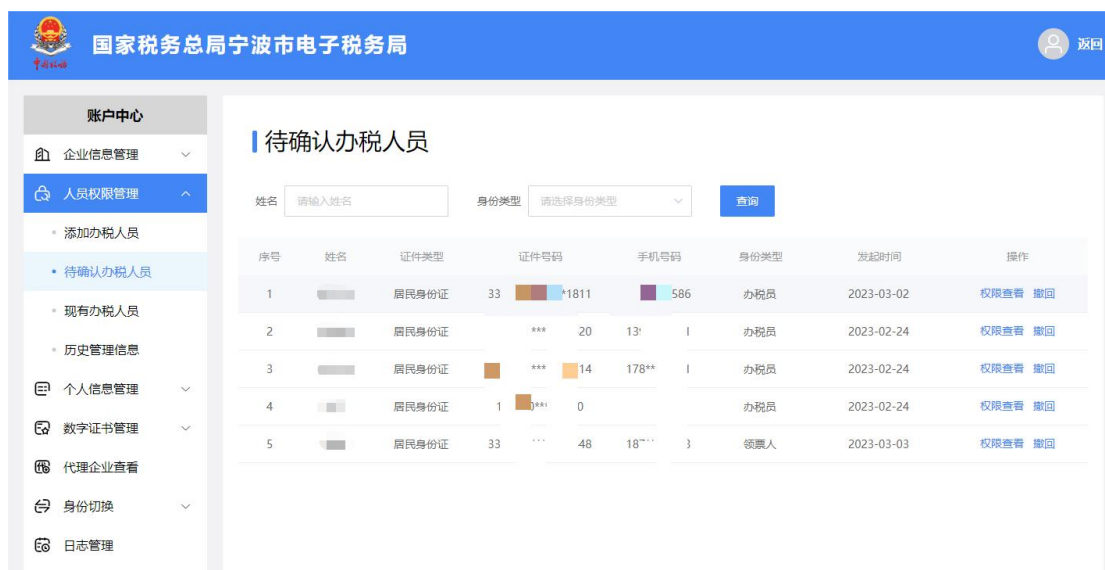 国家税务总局宁波市电子税务局
返回
账户中心
企业信息管理
人员权限管理
添加办税人员
待确认办税人员
现有办税人员
历史管理信息
个人信息管理
数字证书管理
代理企业查看
身份切换
日志管理
待确认办税人员
姓名 请输入姓名 身份类型 请选择身份类型 查询
序号 姓名 证件类型 证件号码 手机号码 身份类型 发起时间 操作
1 居民身份证 33 *1811 586 办税员 2023-03-02 权限查看 撤回
2 居民身份证 *** 20 办税员 2023-02-24 权限查看 撤回
3 居民身份证 *** 14 178** 办税员 2023-02-24 权限查看 撤回
4 居民身份证 1 0 办税员 2023-02-24 权限查看 撤回
5 居民身份证 33 48 领票人 2023-03-03 权限查看 撤回